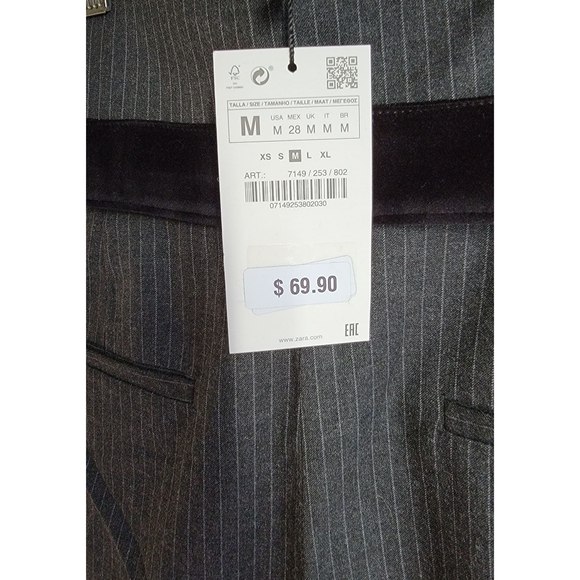 FSC
TALLA / SIZE / TAMANHO / TAILLE / MAAT / ΜΕΓΕΘΟΣ
M
USA MEX UK IT BR
M 28 M M M
XS S M L XL
ART.: 7149 / 253 / 802
07149253802030
$ 69.90
www.zara.com
EAC